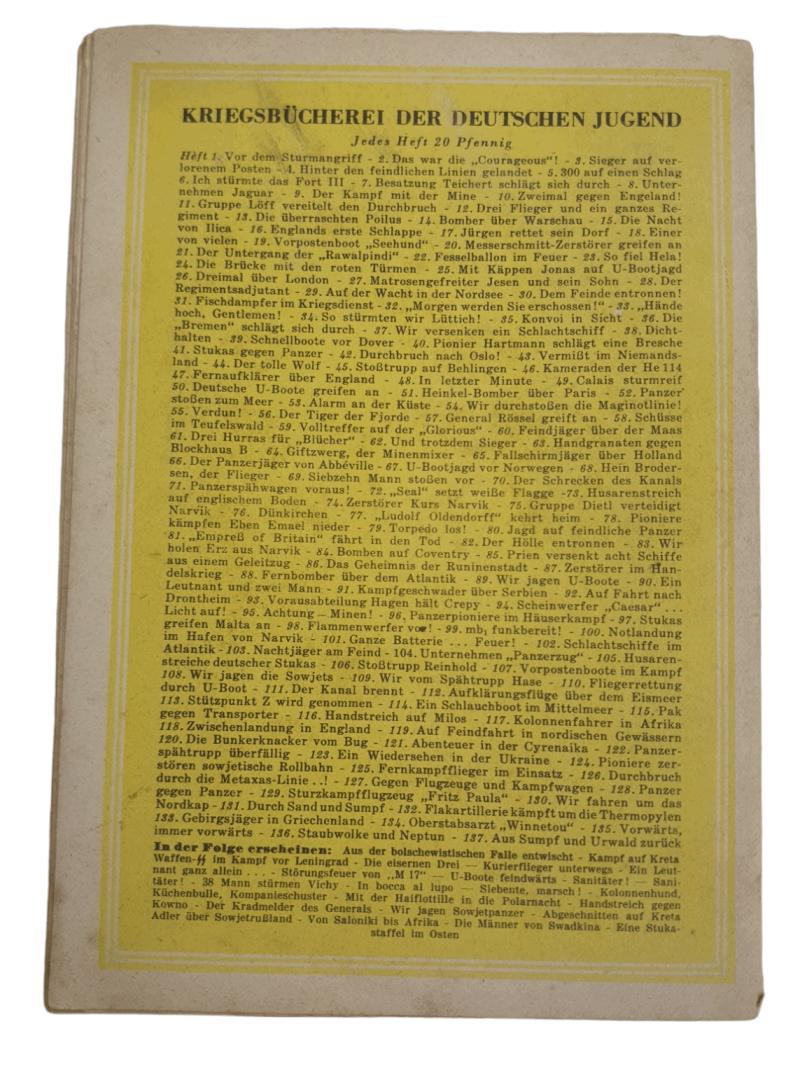 KRIEGSBÜCHEREI DER DEUTSCHEN JUGEND
Jedes Heft 20 Pfennig
Heft 1. Vor dem Sturmangriff - 2. Das war die „Courageous“! - 3. Sieger auf ver-
lorenem Posten - 4. Hinter den feindlichen Linien gelandet - 5. 300 auf einen Schlag
6. Ich stürmte das Fort III - 7. Besatzung Teichert schlägt sich durch - 8. Unter-
nehmen Jaguar - 9. Der Kampf mit der Mine - 10. Zweimal gegen Engeland!
11. Gruppe Löff vereitelt den Durchbruch - 12. Drei Flieger und ein ganzes Re-
giment - 13. Die überraschten Poilus - 14. Bomber über Warschau - 15. Die Nacht
von Ilica - 16. Englands erste Schlappe - 17. Jürgen rettet sein Dorf - 18. Einer
von vielen - 19. Vorpostenboot „Seehund“ - 20. Messerschmitt-Zerstörer greifen an
21. Der Untergang der „Rawalpindi“ - 22. Fesselballon im Feuer - 23. So fiel Hela!
24. Die Brücke mit den roten Türmen - 25. Mit Käppen Jonas auf U-Bootjagd
26. Dreimal über London - 27. Matrosengefreiter Jesen und sein Sohn - 28. Der
Regimentsadjutant - 29. Auf der Wacht in der Nordsee - 30. Dem Feinde entronnen!
31. Fischdampfer im Kriegsdienst - 32. „Morgen werden Sie erschossen!“ - 33. „Hände
hoch, Gentlemen! - 34. So stürmten wir Lüttich! - 35. Konvoi in Sicht - 36. Die
„Bremen“ schlägt sich durch - 37. Wir versenken ein Schlachtschiff - 38. Dicht-
halten - 39. Schnellboote vor Dover - 40. Pionier Hartmann schlägt eine Bresche
41. Stukas gegen Panzer - 42. Durchbruch nach Oslo! - 43. Vermißt im Niemands-
land - 44. Der tolle Wolf - 45. Stoßtrupp auf Behlingen - 46. Kameraden der He 114
47. Fernaufklärer über England - 48. In letzter Minute - 49. Calais sturmreif
50. Deutsche U-Boote greifen an - 51. Heinkel-Bomber über Paris - 52. Panzer
stoßen zum Meer - 53. Alarm an der Küste - 54. Wir durchstoßen die Maginotlinie!
55. Verdun! - 56. Der Tiger der Fjorde - 57. General Rössel greift an - 58. Schüsse
im Teufelswald - 59. Volltreffer auf der „Glorious“ - 60. Feindjäger über der Maas
61. Drei Hurras für „Blücher“ - 62. Und trotzdem Sieger - 63. Handgranaten gegen
Blockhaus B - 64. Giftzwerg, der Minenmixer - 65. Fallschirmjäger über Holland
66. Der Panzerjäger von Abbéville - 67. U-Bootjagd vor Norwegen - 68. Hein Broder-
sen, der Flieger - 69. Siebzehn Mann stoßen vor - 70. Der Schrecken des Kanals
71. Panzerspähwagen voraus! - 72. „Seal“ setzt weiße Flagge -73. Husarenstreich
auf englischem Boden - 74. Zerstörer Kurs Narvik - 75. Gruppe Dietl verteidigt
Narvik - 76. Dünkirchen - 77. „Ludolf Oldendorff“ kehrt heim - 78. Pioniere
kämpfen Eben Emael nieder - 79. Torpedo los! - 80. Jagd auf feindliche Panzer
81. „Empreß of Britain“ fährt in den Tod - 82. Der Hölle entronnen - 83. Wir
holen Erz aus Narvik - 84. Bomben auf Coventry - 85. Prien versenkt acht Schiffe
aus einem Geleitzug - 86. Das Geheimnis der Runinenstadt - 87. Zerstörer im Han-
delskrieg - 88. Fernbomber über dem Atlantik - 89. Wir jagen U-Boote - 90. Ein
Leutnant und zwei Mann - 91. Kampfgeschwader über Serbien - 92. Auf Fahrt nach
Drontheim - 93. Vorausabteilung Hagen hält Crepy - 94. Scheinwerfer „Caesar“ ...
Licht auf! - 95. Achtung - Minen! - 96. Panzerpioniere im Häuserkampf - 97. Stukas
greifen Malta an - 98. Flammenwerfer vor! - 99. mb₁ funkbereit! - 100. Notlandung
im Hafen von Narvik - 101. Ganze Batterie ... Feuer! - 102. Schlachtschiffe im
Atlantik - 103. Nachtjäger am Feind - 104. Unternehmen „Panzerzug“ - 105. Husaren-
streiche deutscher Stukas - 106. Stoßtrupp Reinhold - 107. Vorpostenboote im Kampf
108. Wir jagen die Sowjets - 109. Wir vom Spähtrupp Hase - 110. Fliegerrettung
durch U-Boot - 111. Der Kanal brennt - 112. Aufklärungsflüge über dem Eismeer
113. Stützpunkt Z wird genommen - 114. Ein Schlauchboot im Mittelmeer - 115. Pak
gegen Transporter - 116. Handstreich auf Milos - 117. Kolonnenfahrer in Afrika
118. Zwischenlandung in England - 119. Auf Feindfahrt in nordischen Gewässern
120. Die Bunkerknacker vom Bug - 121. Abenteuer in der Cyrenaika - 122. Panzer-
spähtrupp überfällig - 123. Ein Wiedersehen in der Ukraine - 124. Pioniere zer-
stören sowjetische Rollbahn - 125. Fernkampfflieger im Einsatz - 126. Durchbruch
durch die Metaxas-Linie . .! - 127. Gegen Flugzeuge und Kampfwagen - 128. Panzer
gegen Panzer - 129. Sturzkampfflugzeug „Fritz Paula“ - 130. Wir fahren um das
Nordkap - 131. Durch Sand und Sumpf - 132. Flakartillerie kämpft um die Thermopylen
133. Gebirgsjäger in Griechenland - 134. Oberstabsarzt „Winnetou“ - 135. Vorwärts,
immer vorwärts - 136. Staubwolke und Neptun - 137. Aus Sumpf und Urwald zurück
In der Folge erscheinen: Aus der bolschewistischen Falle entwischt - Kampf auf Kreta
Waffen-ᛋᛋ im Kampf vor Leningrad - Die eisernen Drei — Kurierflieger unterwegs - Ein Leut-
nant ganz allein . . . - Störungsfeuer von „M 17“ — U-Boote feindwärts - Sanitäter! — Sani-
täter! - 38 Mann stürmen Vichy - In bocca al lupo — Siebente, marsch! - Kolonnenhund,
Küchenbulle, Kompanieschuster - Mit der Haiflottille in die Polarnacht - Handstreich gegen
Kowno - Der Kradmelder des Generals - Wir jagen Sowjetpanzer - Abgeschnitten auf Kreta
Adler über Sowjetrußland - Von Saloniki bis Afrika - Die Männer von Swadkina - Eine Stuka-
staffel im Osten